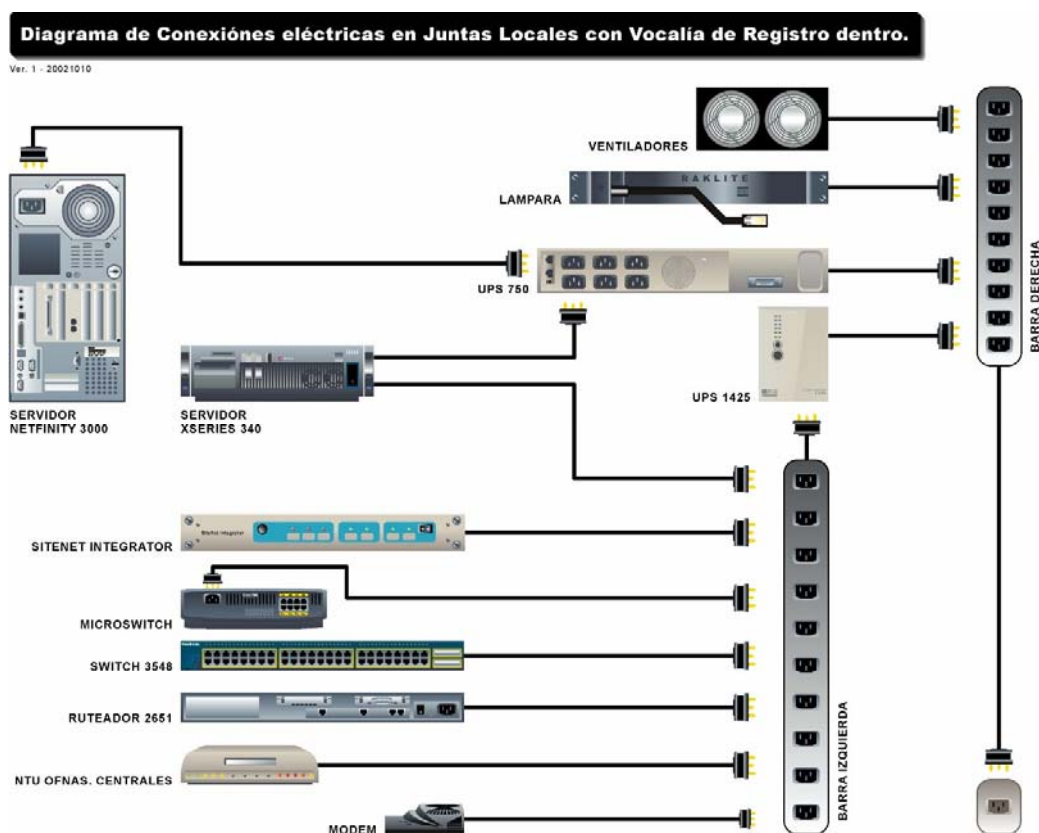 Diagrama de Conexiónes eléctricas en Juntas Locales con Vocalía de Registro dentro.
Ver. 1 - 20021010
VENTILADORES
RAKLITE
LAMPARA
UPS 750
BARRA DERECHA
UPS 1425
SERVIDOR
NETFINITY 3000
SERVIDOR
XSERIES 340
Sitenet Integrator
SITENET INTEGRATOR
MICROSWITCH
SWITCH 3548
RUTEADOR 2651
NTU OFNAS. CENTRALES
BARRA IZQUIERDA
MODEM